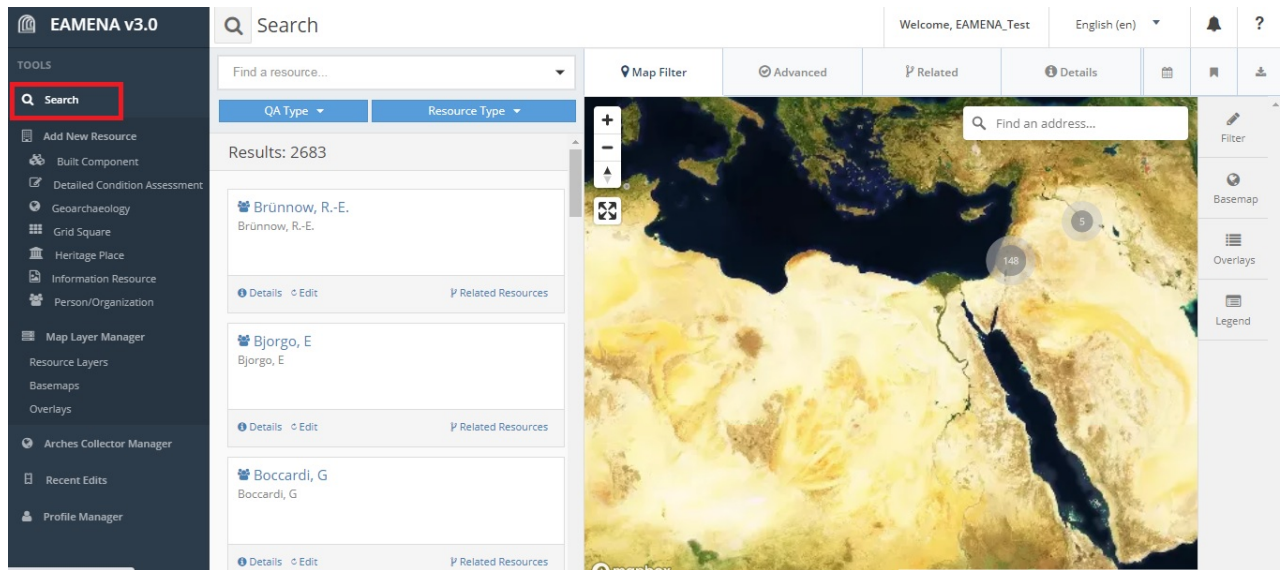 EAMENA v3.0
Search
Welcome, EAMENA_Test
English (en)
?
TOOLS
Search
Add New Resource
Built Component
Detailed Condition Assessment
Geoarchaeology
Grid Square
Heritage Place
Information Resource
Person/Organization
Map Layer Manager
Resource Layers
Basemaps
Overlays
Arches Collector Manager
Recent Edits
Profile Manager
Find a resource...
QA Type
Resource Type
Results: 2683
Brünnow, R.-E.
Brünnow, R.-E.
Details Edit Related Resources
Bjorgo, E
Bjorgo, E
Details Edit Related Resources
Boccardi, G
Boccardi, G
Details Edit Related Resources
Map Filter
Advanced
Related
Details
+
−
Find an address...
5
148
mapbox
Filter
Basemap
Overlays
Legend